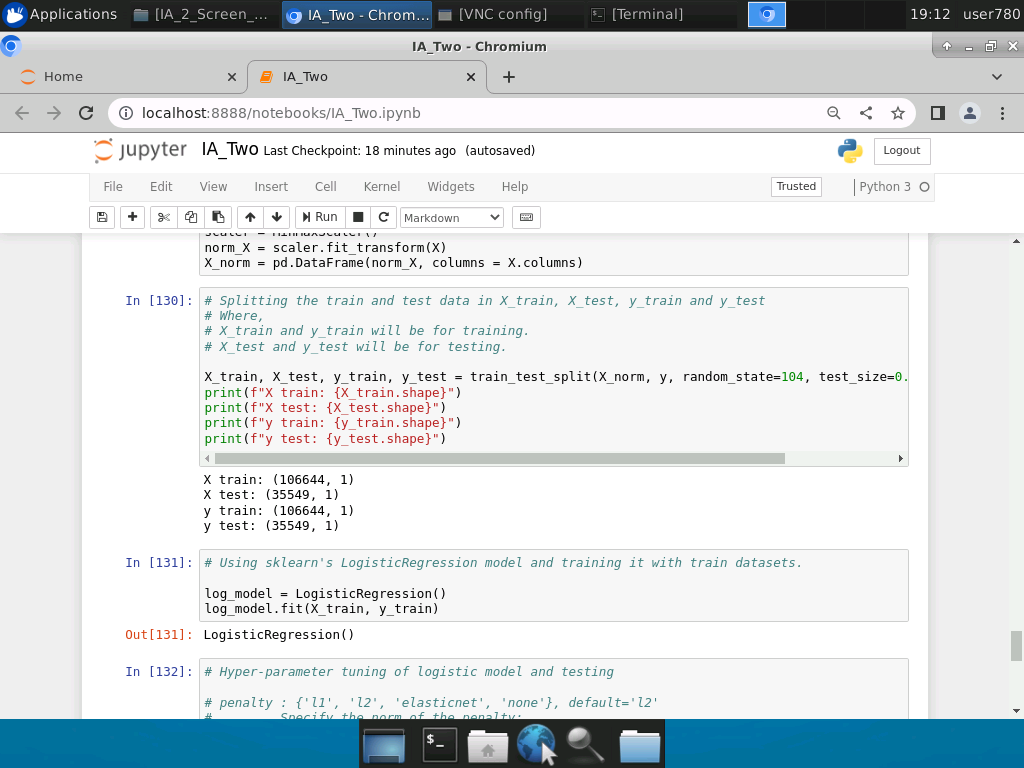 Applications
[IA_2_Screen_...
IA_Two - Chrom...
[VNC config]
[Terminal]
19:12
user780
IA_Two - Chromium
Home
IA_Two
localhost:8888/notebooks/IA_Two.ipynb
jupyter
IA_Two Last Checkpoint: 18 minutes ago (autosaved)
Logout
File Edit View Insert Cell Kernel Widgets Help
Trusted
Python 3
Run
Markdown
scaler = MinMaxScaler()
norm_X = scaler.fit_transform(X)
X_norm = pd.DataFrame(norm_X, columns = X.columns)
In [130]:
# Splitting the train and test data in X_train, X_test, y_train and y_test
# Where,
# X_train and y_train will be for training.
# X_test and y_test will be for testing.
X_train, X_test, y_train, y_test = train_test_split(X_norm, y, random_state=104, test_size=0.
print(f"X train: {X_train.shape}")
print(f"X test: {X_test.shape}")
print(f"y train: {y_train.shape}")
print(f"y test: {y_test.shape}")
X train: (106644, 1)
X test: (35549, 1)
y train: (106644, 1)
y test: (35549, 1)
In [131]:
# Using sklearn's LogisticRegression model and training it with train datasets.
log_model = LogisticRegression()
log_model.fit(X_train, y_train)
Out[131]: LogisticRegression()
In [132]:
# Hyper-parameter tuning of logistic model and testing
# penalty : {'l1', 'l2', 'elasticnet', 'none'}, default='l2'
# Specify the norm of the penalty: